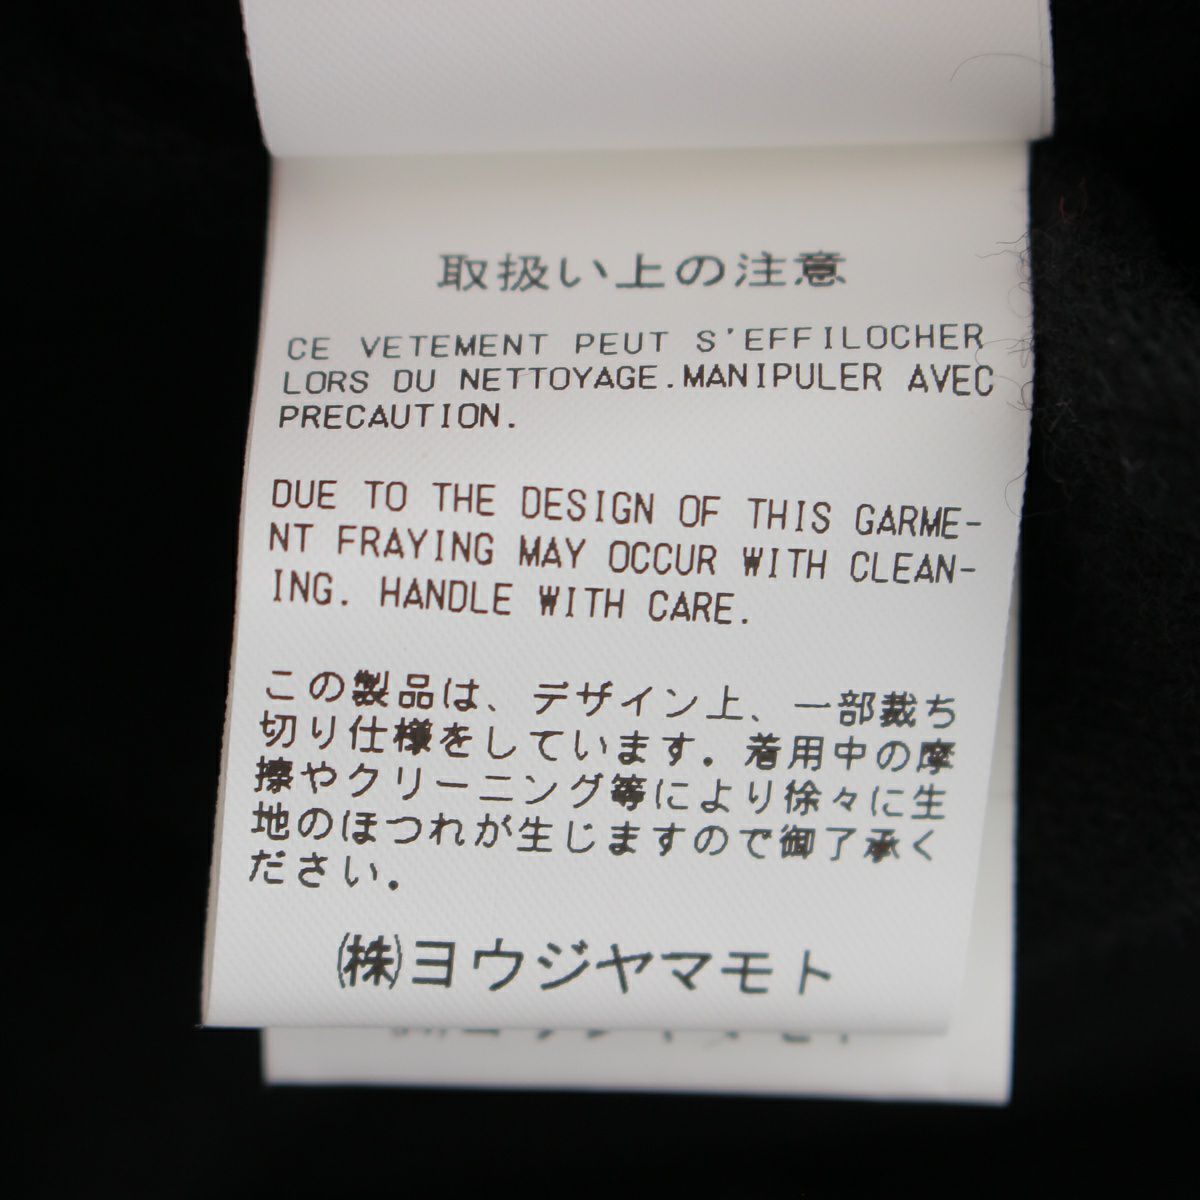 取扱い上の注意
CE VETEMENT PEUT S'EFFILOCHER
LORS DU NETTOYAGE.MANIPULER AVEC
PRECAUTION.
DUE TO THE DESIGN OF THIS GARME-
NT FRAYING MAY OCCUR WITH CLEAN-
ING. HANDLE WITH CARE.
この製品は、デザイン上、一部裁ち
切り仕様をしています。着用中の摩
擦やクリーニング等により徐々に生
地のほつれが生じますので御了承く
ださい。
㈱ヨウジヤマモト